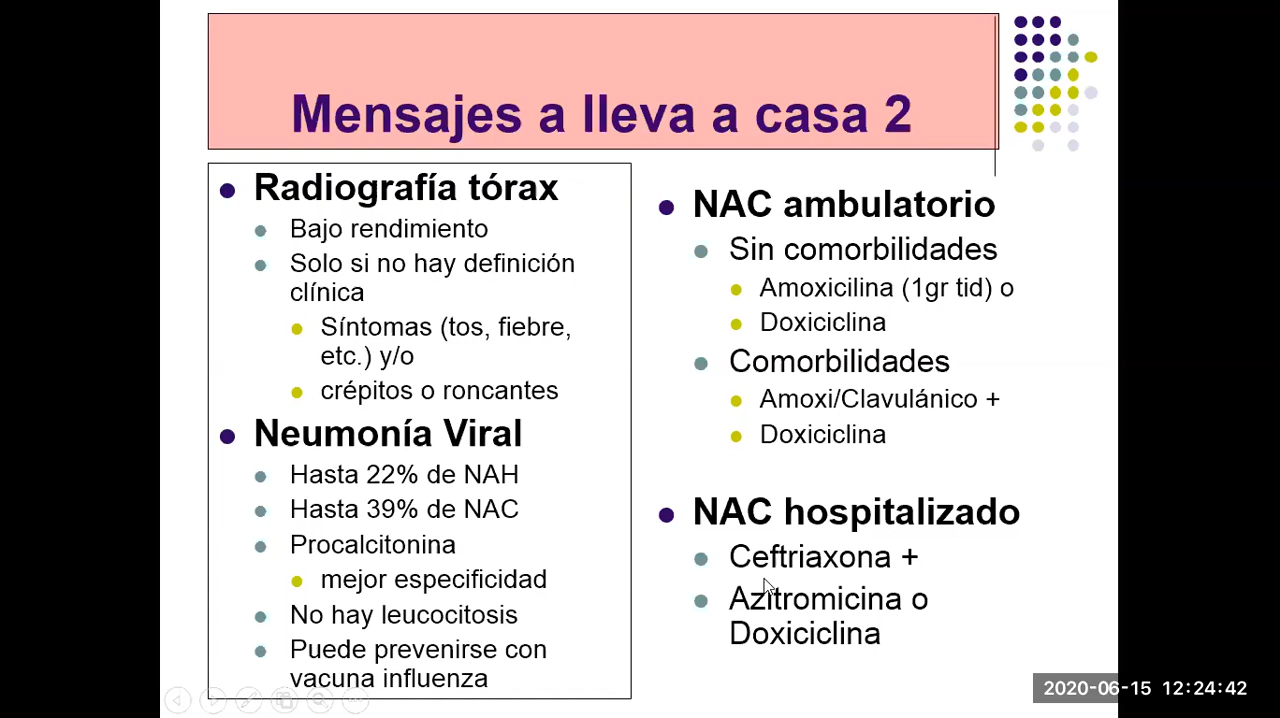 Mensajes a lleva a casa 2
Radiografía tórax
Bajo rendimiento
Solo si no hay definición
clínica
Síntomas (tos, fiebre,
etc.) y/o
crépitos o roncantes
Neumonía Viral
Hasta 22% de NAH
Hasta 39% de NAC
Procalcitonina
mejor especificidad
No hay leucocitosis
Puede prevenirse con
vacuna influenza
NAC ambulatorio
Sin comorbilidades
Amoxicilina (1gr tid) o
Doxiciclina
Comorbilidades
Amoxi/Clavulánico +
Doxiciclina
NAC hospitalizado
Ceftriaxona +
Azitromicina o
Doxiciclina
2020-06-15 12:24:42